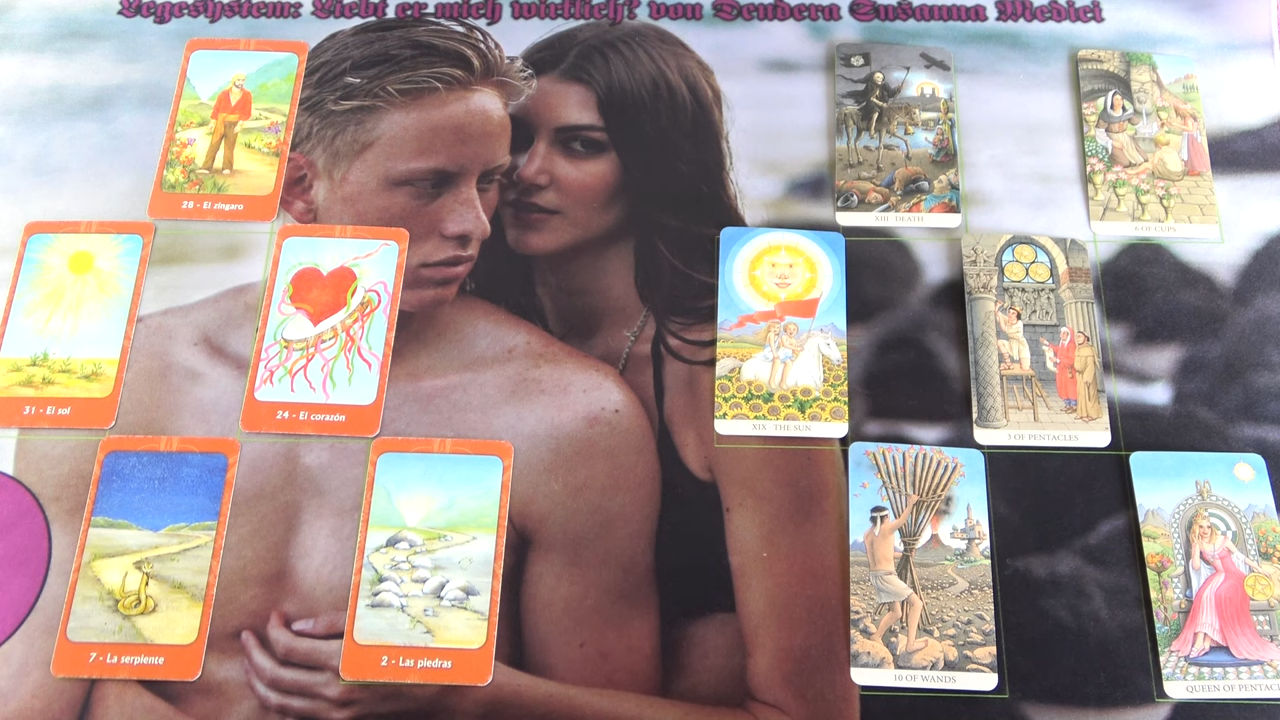 Legesystem: Liebt er mich wirklich? von Dendera Susanna Medici
28 - El zíngaro
XIII DEATH
6 OF CUPS
31 - El sol
24 - El corazón
XIX THE SUN
3 OF PENTACLES
7 - La serpiente
2 - Las piedras
10 OF WANDS
QUEEN OF PENTACL